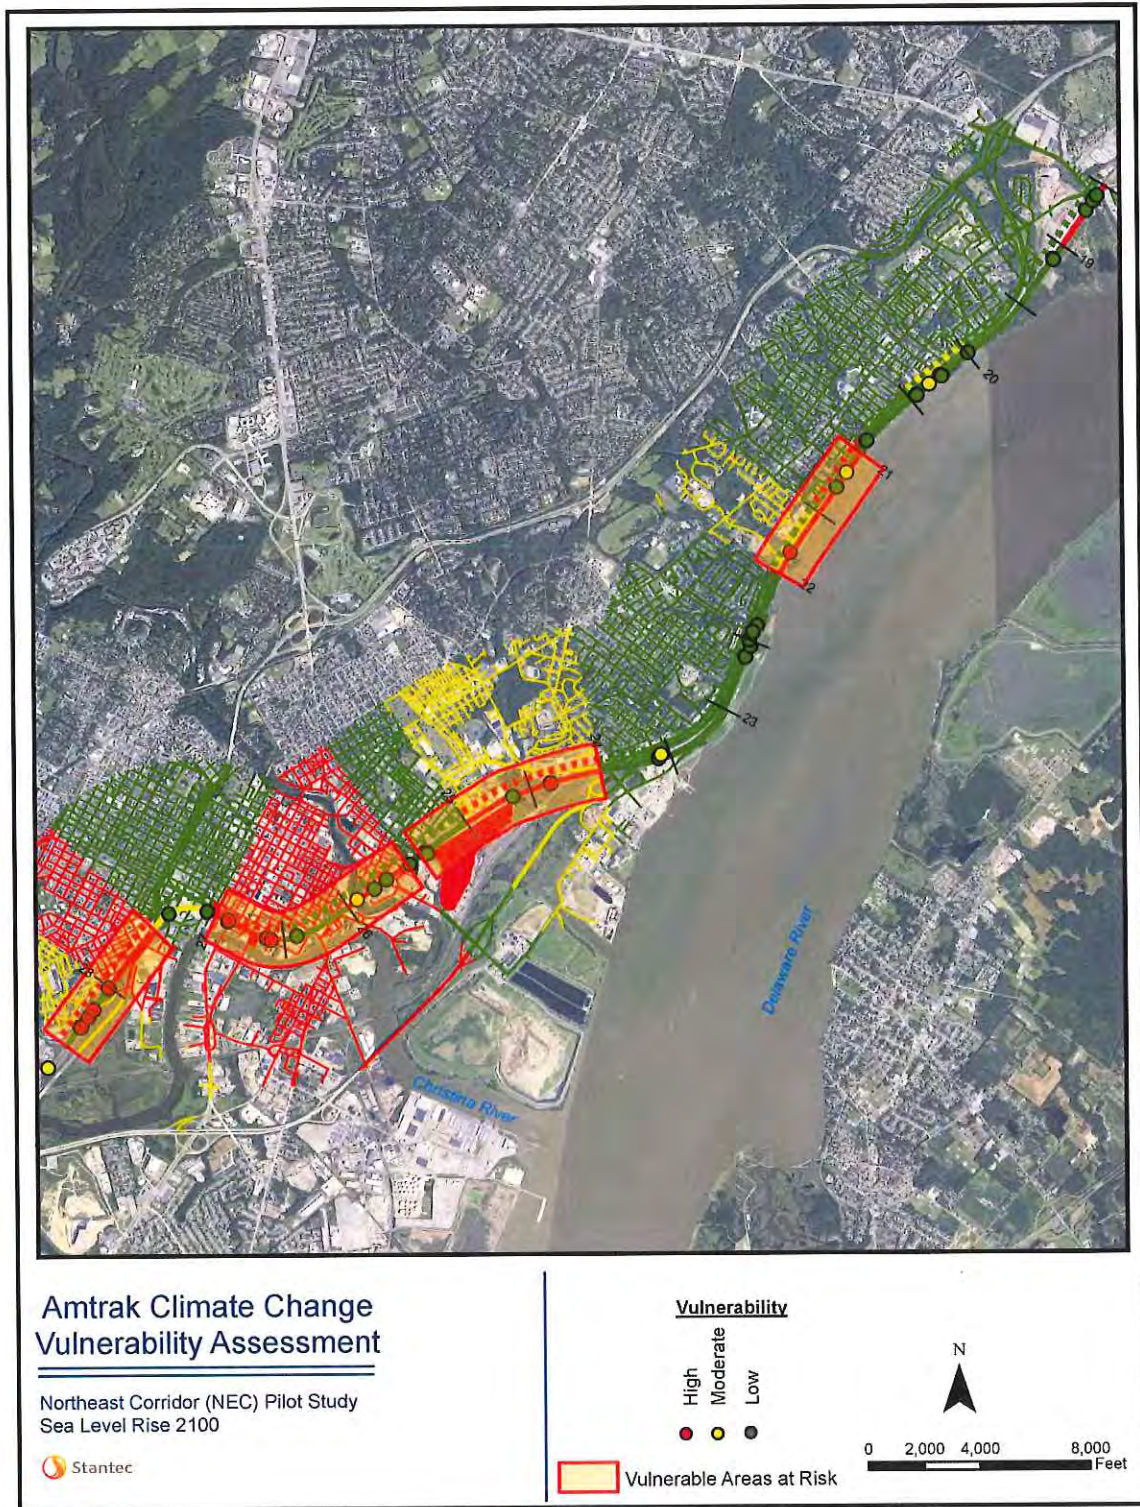 19
20
21
22
23
Delaware River
Christina River
Amtrak Climate Change
Vulnerability Assessment
Northeast Corridor (NEC) Pilot Study
Sea Level Rise 2100
Stantec
Vulnerability
High
Moderate
Low
Vulnerable Areas at Risk
N
0 2,000 4,000 8,000
Feet